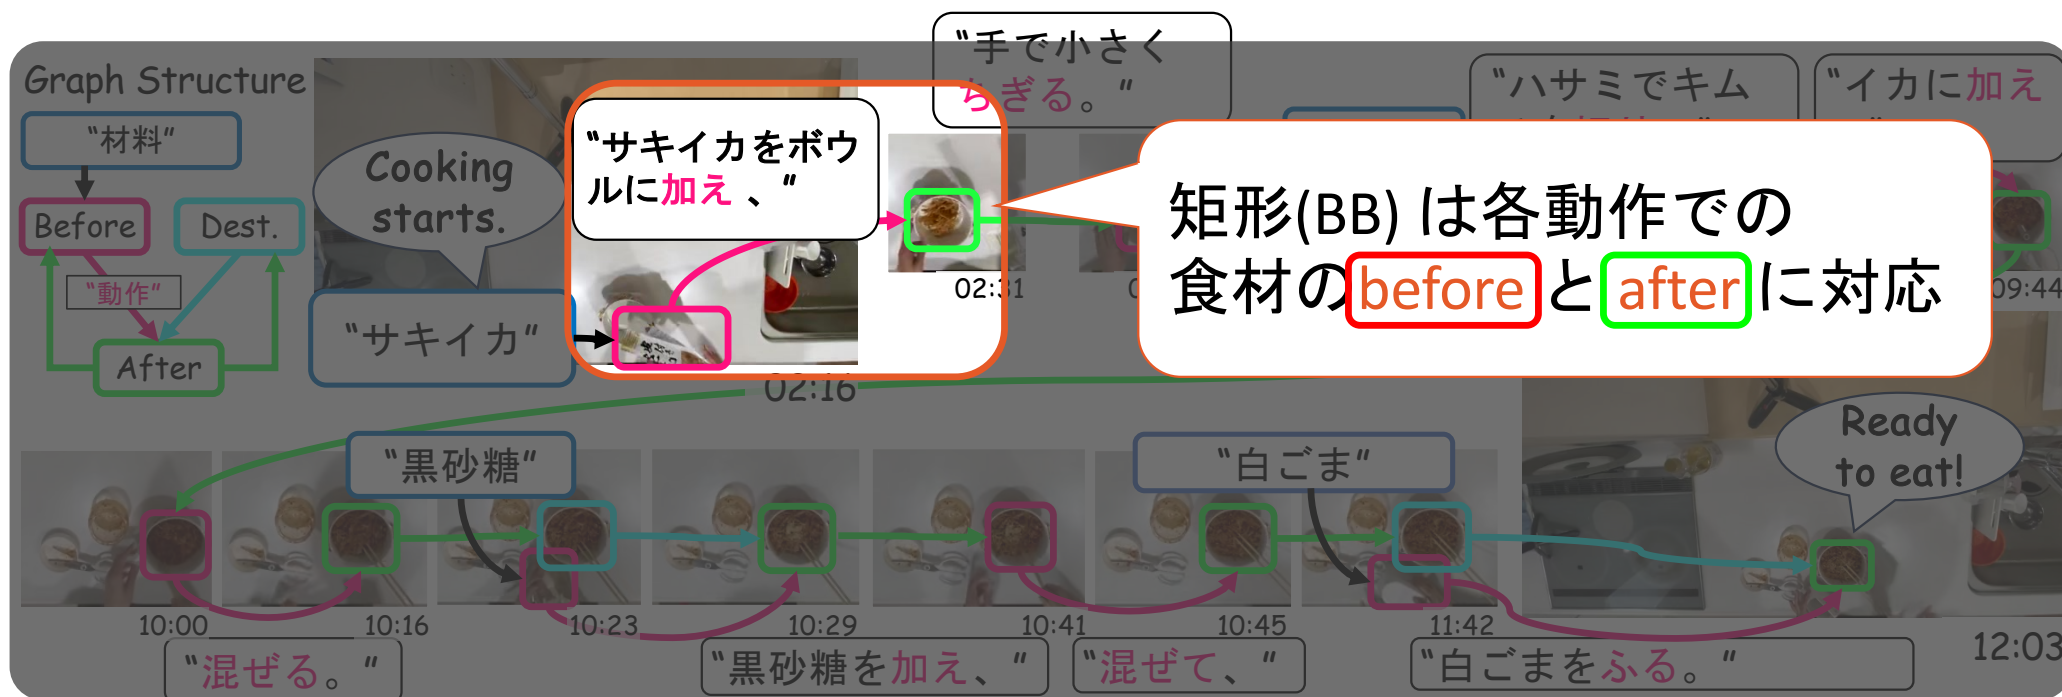 Graph Structure
"材料"
Before
Dest.
"動作"
After
Cooking
starts.
"サキイカ"
"サキイカをボウ
ルに加え 、"
02:16
"手で小さく
ちぎる。"
02:31
"ハサミでキム
"イカに加え
09:44
矩形(BB) は各動作での
食材のbefore と after に対応
"黒砂糖"
"白ごま"
Ready
to eat!
10:00
10:16
10:23
10:29
10:41
10:45
11:42
12:03
"混ぜる。"
"黒砂糖を加え、"
"混ぜて、"
"白ごまをふる。"